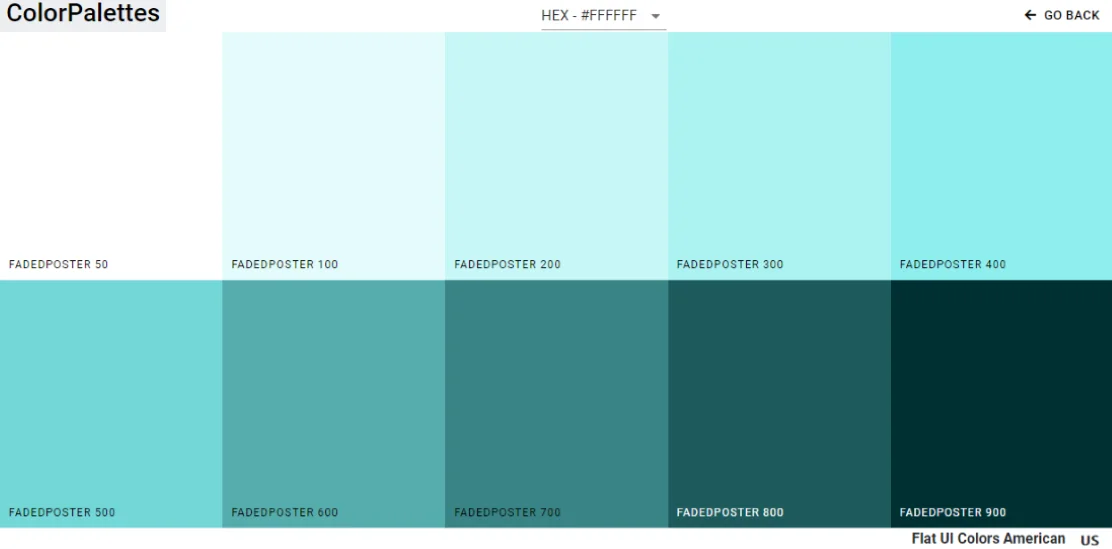 ColorPalettes
HEX - #FFFFFF
GO BACK
FADEDPOSTER 50
FADEDPOSTER 100
FADEDPOSTER 200
FADEDPOSTER 300
FADEDPOSTER 400
FADEDPOSTER 500
FADEDPOSTER 600
FADEDPOSTER 700
FADEDPOSTER 800
FADEDPOSTER 900
Flat UI Colors American US